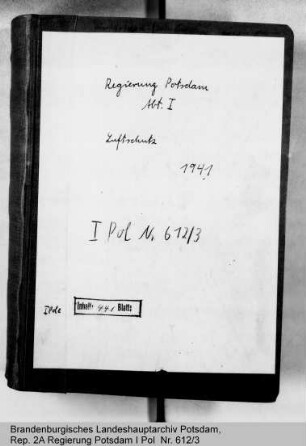 Regierung Potsdam
Abt. I
Luftschutz
1941
I Pol Nr. 612/3
Inhalt: 441 Blatt
Brandenburgisches Landeshauptarchiv Potsdam,
Rep. 2A Regierung Potsdam I Pol Nr. 612/3